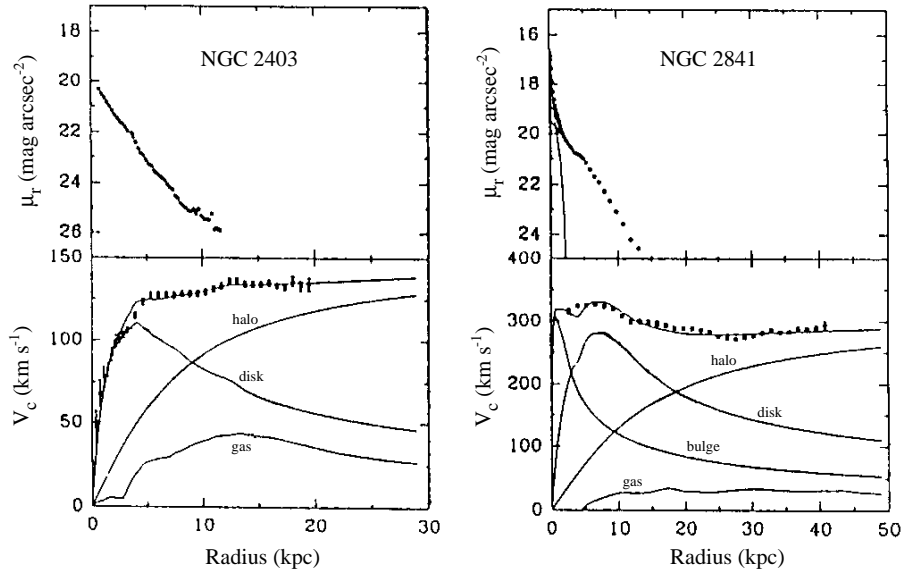 NGC 2403
18
20
22
24
26
μr (mag arcsec-2)
150
100
50
0
Vc (km s-1)
halo
disk
gas
0
10
20
30
Radius (kpc)
NGC 2841
16
18
20
22
24
μr (mag arcsec-2)
400
300
200
100
0
Vc (km s-1)
halo
disk
bulge
gas
0
10
20
30
40
50
Radius (kpc)